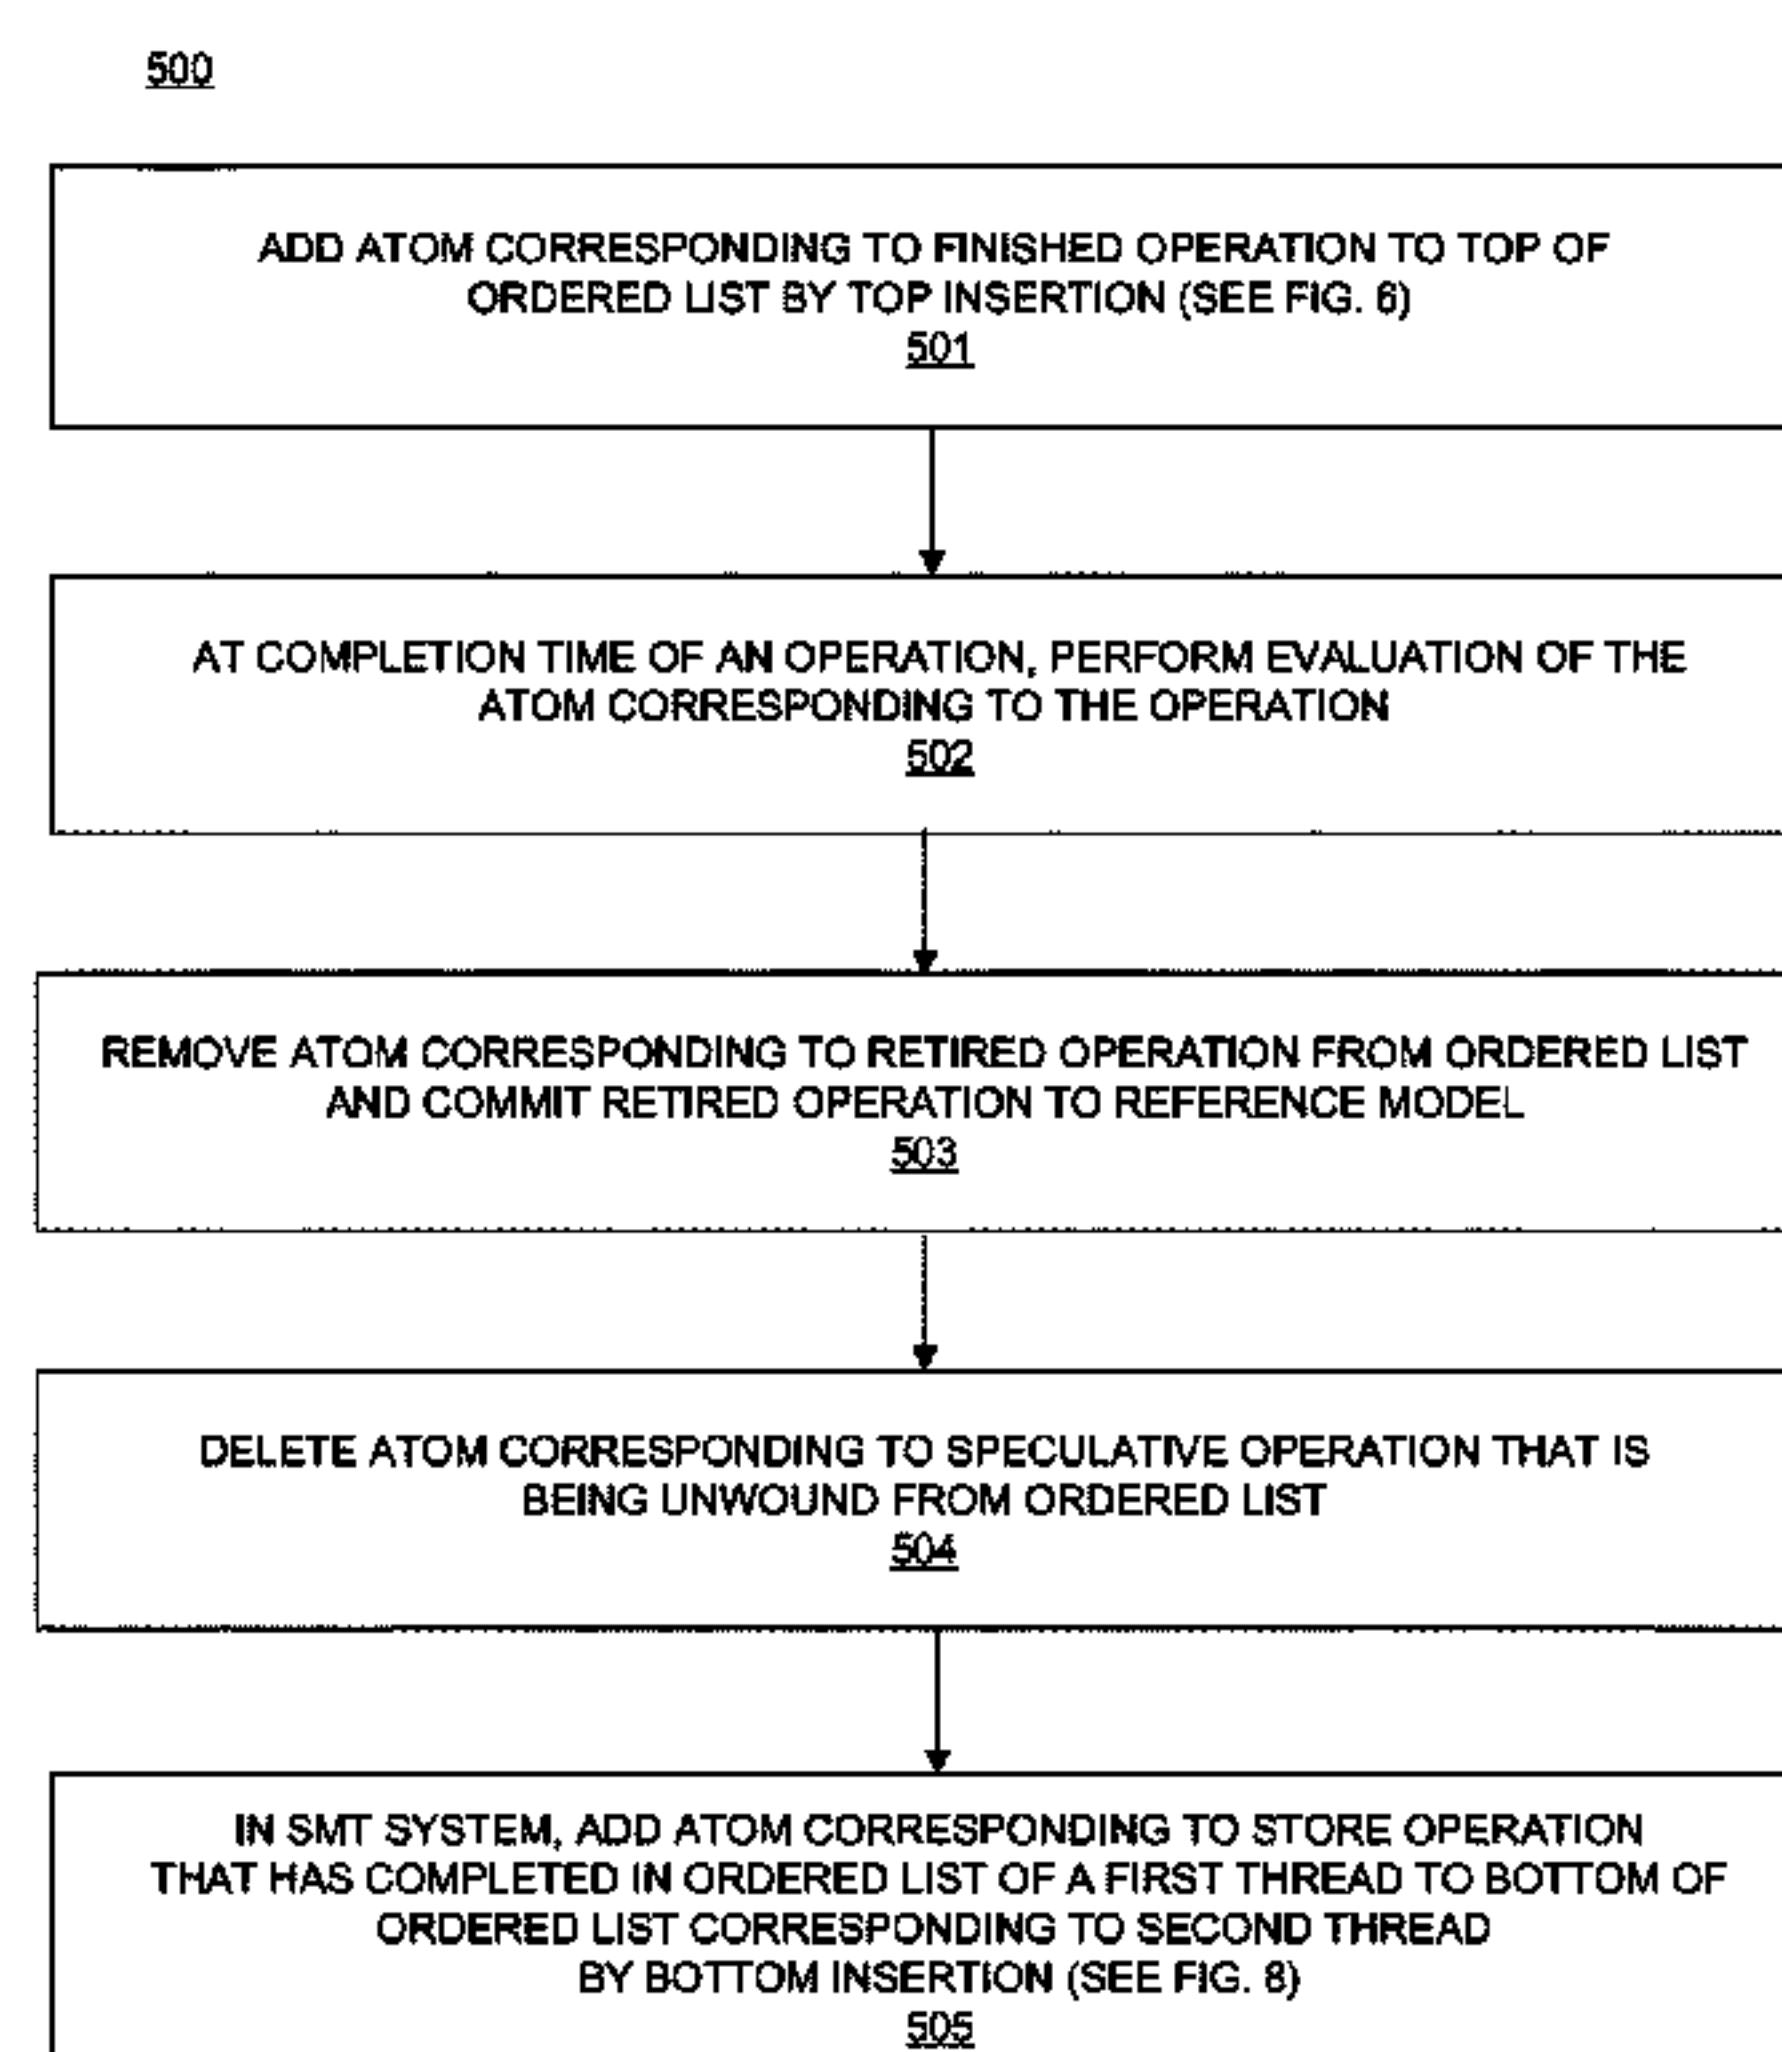 500
ADD ATOM CORRESPONDING TO FINISHED OPERATION TO TOP OF
ORDERED LIST BY TOP INSERTION (SEE FIG. 6)
501
AT COMPLETION TIME OF AN OPERATION, PERFORM EVALUATION OF THE
ATOM CORRESPONDING TO THE OPERATION
502
REMOVE ATOM CORRESPONDING TO RETIRED OPERATION FROM ORDERED LIST
AND COMMIT RETIRED OPERATION TO REFERENCE MODEL
503
DELETE ATOM CORRESPONDING TO SPECULATIVE OPERATION THAT IS
BEING UNWOUND FROM ORDERED LIST
504
IN SMT SYSTEM, ADD ATOM CORRESPONDING TO STORE OPERATION
THAT HAS COMPLETED IN ORDERED LIST OF A FIRST THREAD TO BOTTOM OF
ORDERED LIST CORRESPONDING TO SECOND THREAD
BY BOTTOM INSERTION (SEE FIG. 8)
505